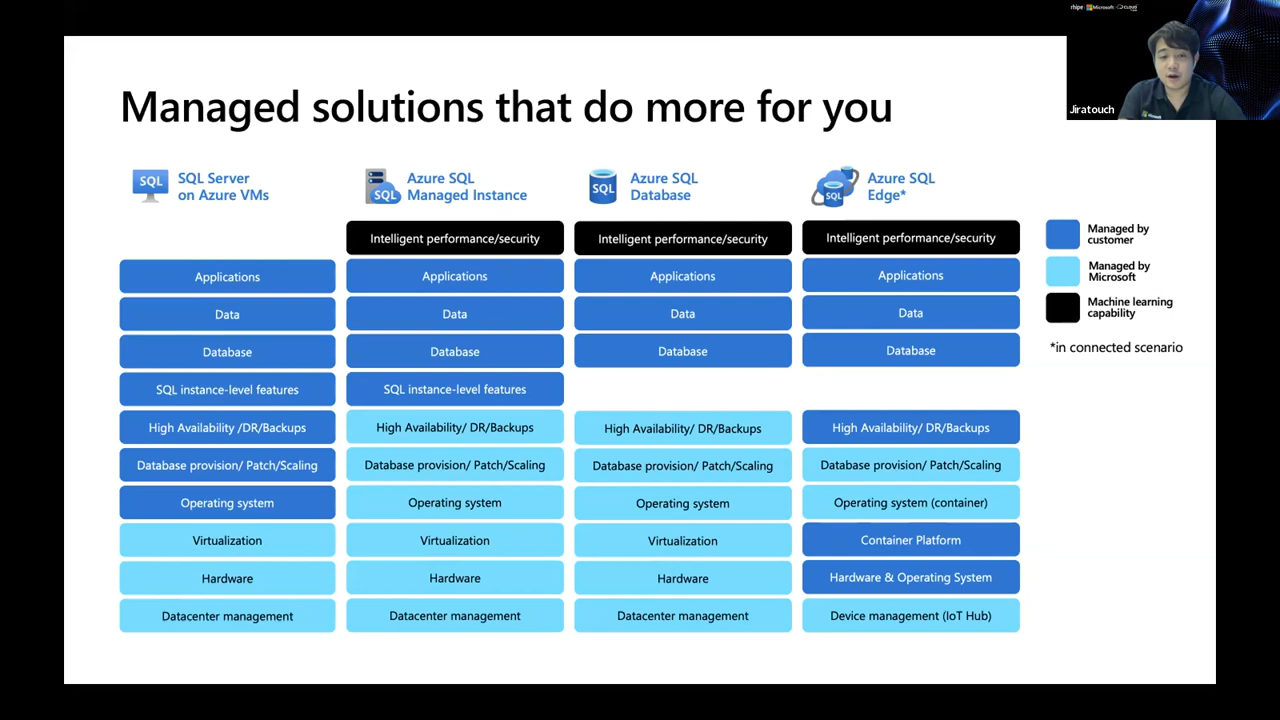 rhipe Microsoft
Jiratouch
Managed solutions that do more for you
SQL
SQL Server
on Azure VMs
SQL
Azure SQL
Managed Instance
SQL
Azure SQL
Database
SQL
Azure SQL
Edge*
Applications
Data
Database
SQL instance-level features
High Availability /DR/Backups
Database provision/ Patch/Scaling
Operating system
Virtualization
Hardware
Datacenter management
Intelligent performance/security
Applications
Data
Database
SQL instance-level features
High Availability/ DR/Backups
Database provision/ Patch/Scaling
Operating system
Virtualization
Hardware
Datacenter management
Intelligent performance/security
Applications
Data
Database
High Availability/ DR/Backups
Database provision/ Patch/Scaling
Operating system
Virtualization
Hardware
Datacenter management
Intelligent performance/security
Applications
Data
Database
High Availability/ DR/Backups
Database provision/ Patch/Scaling
Operating system (container)
Container Platform
Hardware & Operating System
Device management (IoT Hub)
Managed by
customer
Managed by
Microsoft
Machine learning
capability
*in connected scenario